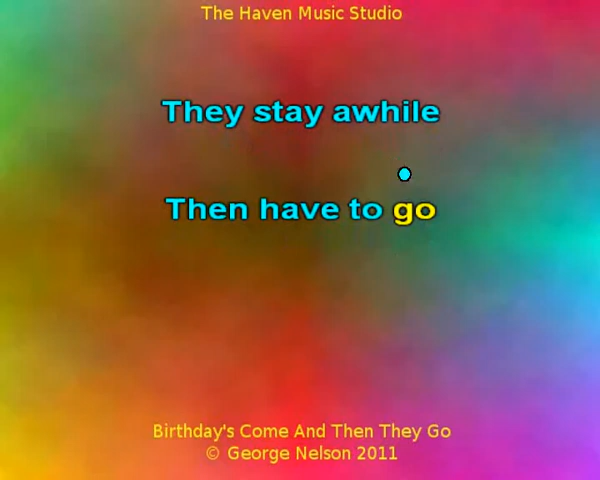 The Haven Music Studio
They stay awhile
Then have to go
Birthday's Come And Then They Go
© George Nelson 2011